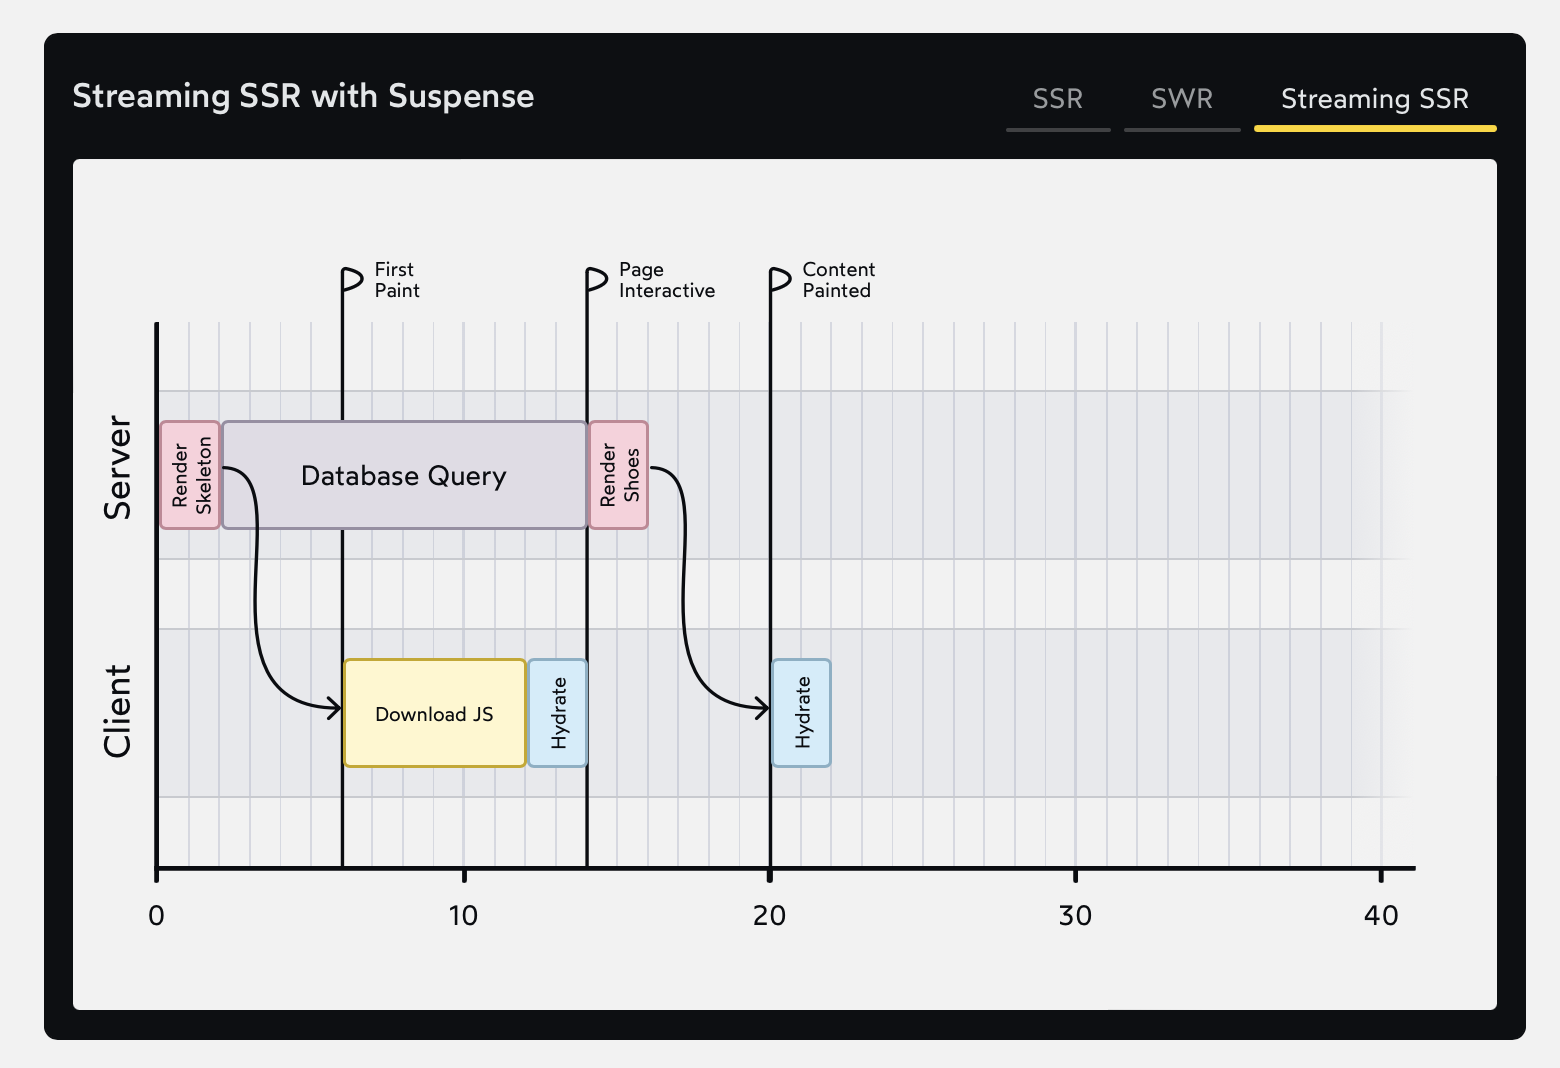 Streaming SSR with Suspense
SSR
SWR
Streaming SSR
First
Paint
Page
Interactive
Content
Painted
Server
Render
Skeleton
Database Query
Render
Shoes
Client
Download JS
Hydrate
Hydrate
0
10
20
30
40